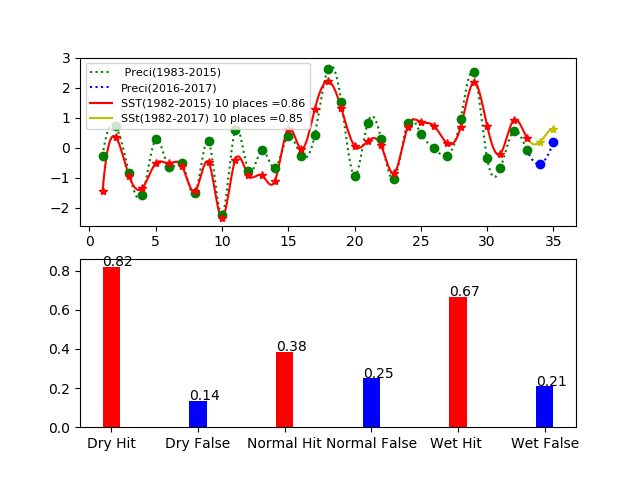 3
2
1
0
−1
−2
Preci(1983-2015)
Preci(2016-2017)
SST(1982-2015) 10 places =0.86
SSt(1982-2017) 10 places =0.85
0 5 10 15 20 25 30 35
0.8
0.6
0.4
0.2
0.0
0.82
0.14
0.38
0.25
0.67
0.21
Dry Hit Dry False Normal Hit Normal False Wet Hit Wet False